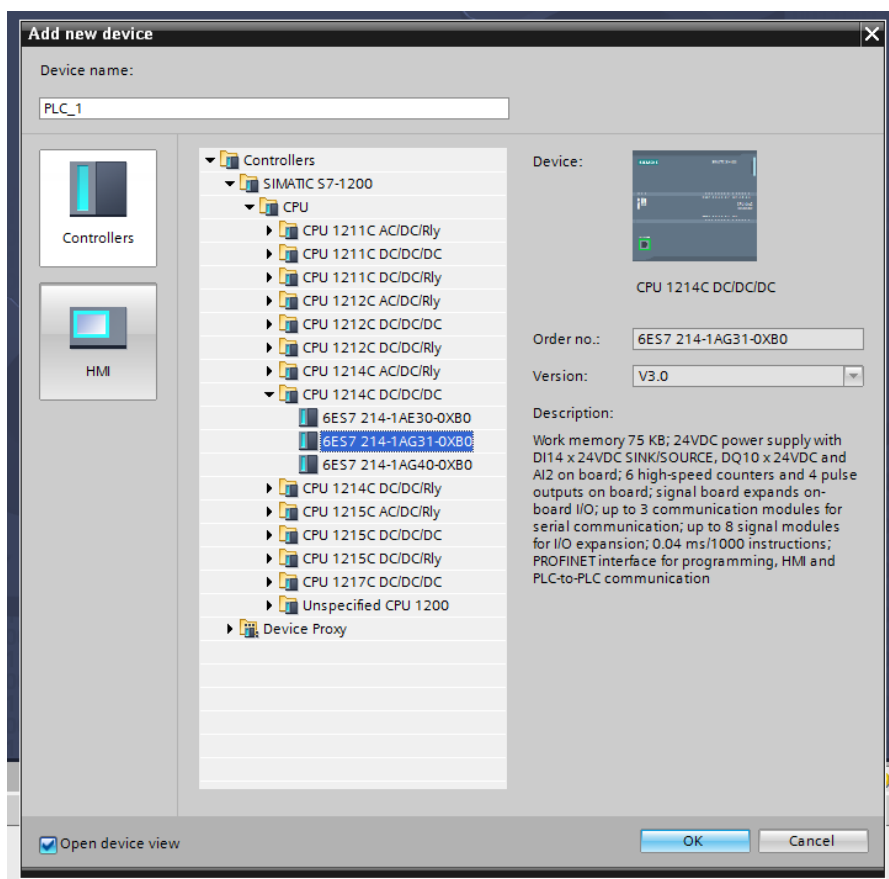 Add new device
Device name:
PLC_1
Controllers
HMI
Controllers
SIMATIC S7-1200
CPU
CPU 1211C AC/DC/Rly
CPU 1211C DC/DC/DC
CPU 1211C DC/DC/Rly
CPU 1212C AC/DC/Rly
CPU 1212C DC/DC/DC
CPU 1212C DC/DC/Rly
CPU 1214C AC/DC/Rly
CPU 1214C DC/DC/DC
6ES7 214-1AE30-0XB0
6ES7 214-1AG31-0XB0
6ES7 214-1AG40-0XB0
CPU 1214C DC/DC/Rly
CPU 1215C AC/DC/Rly
CPU 1215C DC/DC/DC
CPU 1215C DC/DC/Rly
CPU 1217C DC/DC/DC
Unspecified CPU 1200
Device Proxy
Device:
CPU 1214C DC/DC/DC
Order no.:
6ES7 214-1AG31-0XB0
Version:
V3.0
Description:
Work memory 75 KB; 24VDC power supply with
DI14 x 24VDC SINK/SOURCE, DQ10 x 24VDC and
AI2 on board; 6 high-speed counters and 4 pulse
outputs on board; signal board expands on-
board I/O; up to 3 communication modules for
serial communication; up to 8 signal modules
for I/O expansion; 0.04 ms/1000 instructions;
PROFINET interface for programming, HMI and
PLC-to-PLC communication
Open device view
OK
Cancel